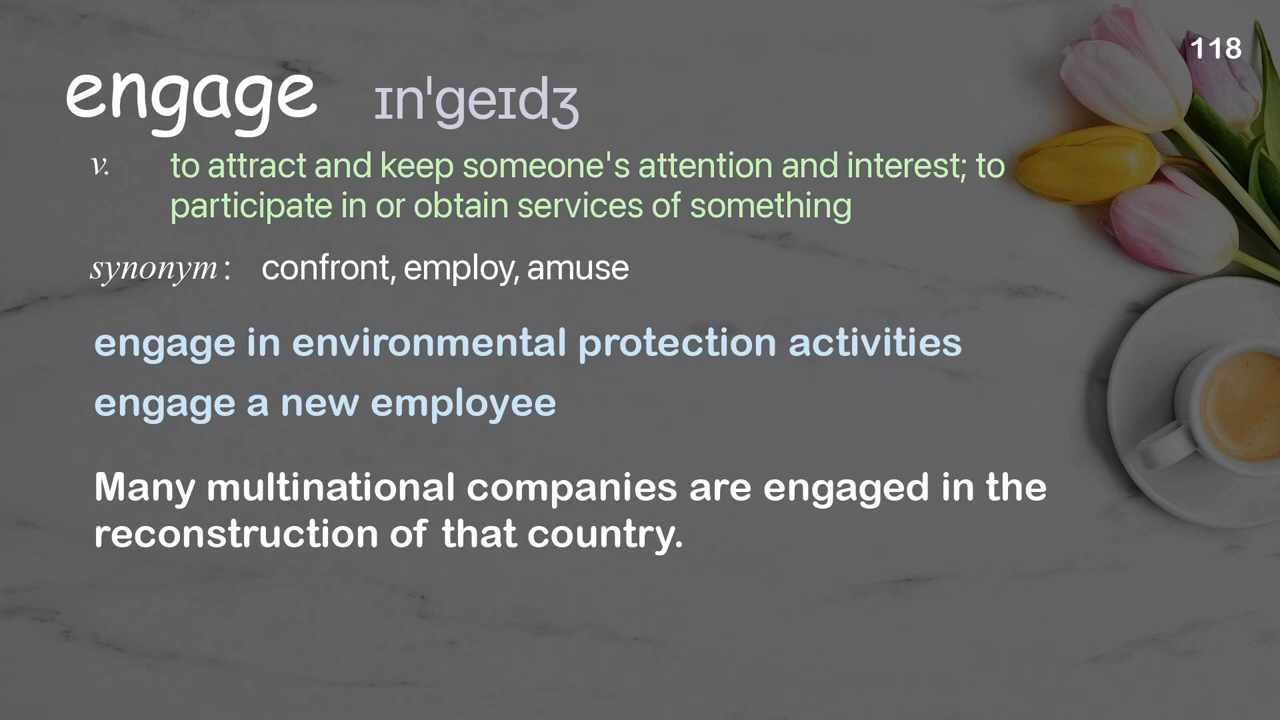 118
engage ɪn'geɪdʒ
v. to attract and keep someone's attention and interest; to
participate in or obtain services of something
synonym : confront, employ, amuse
engage in environmental protection activities
engage a new employee
Many multinational companies are engaged in the
reconstruction of that country.